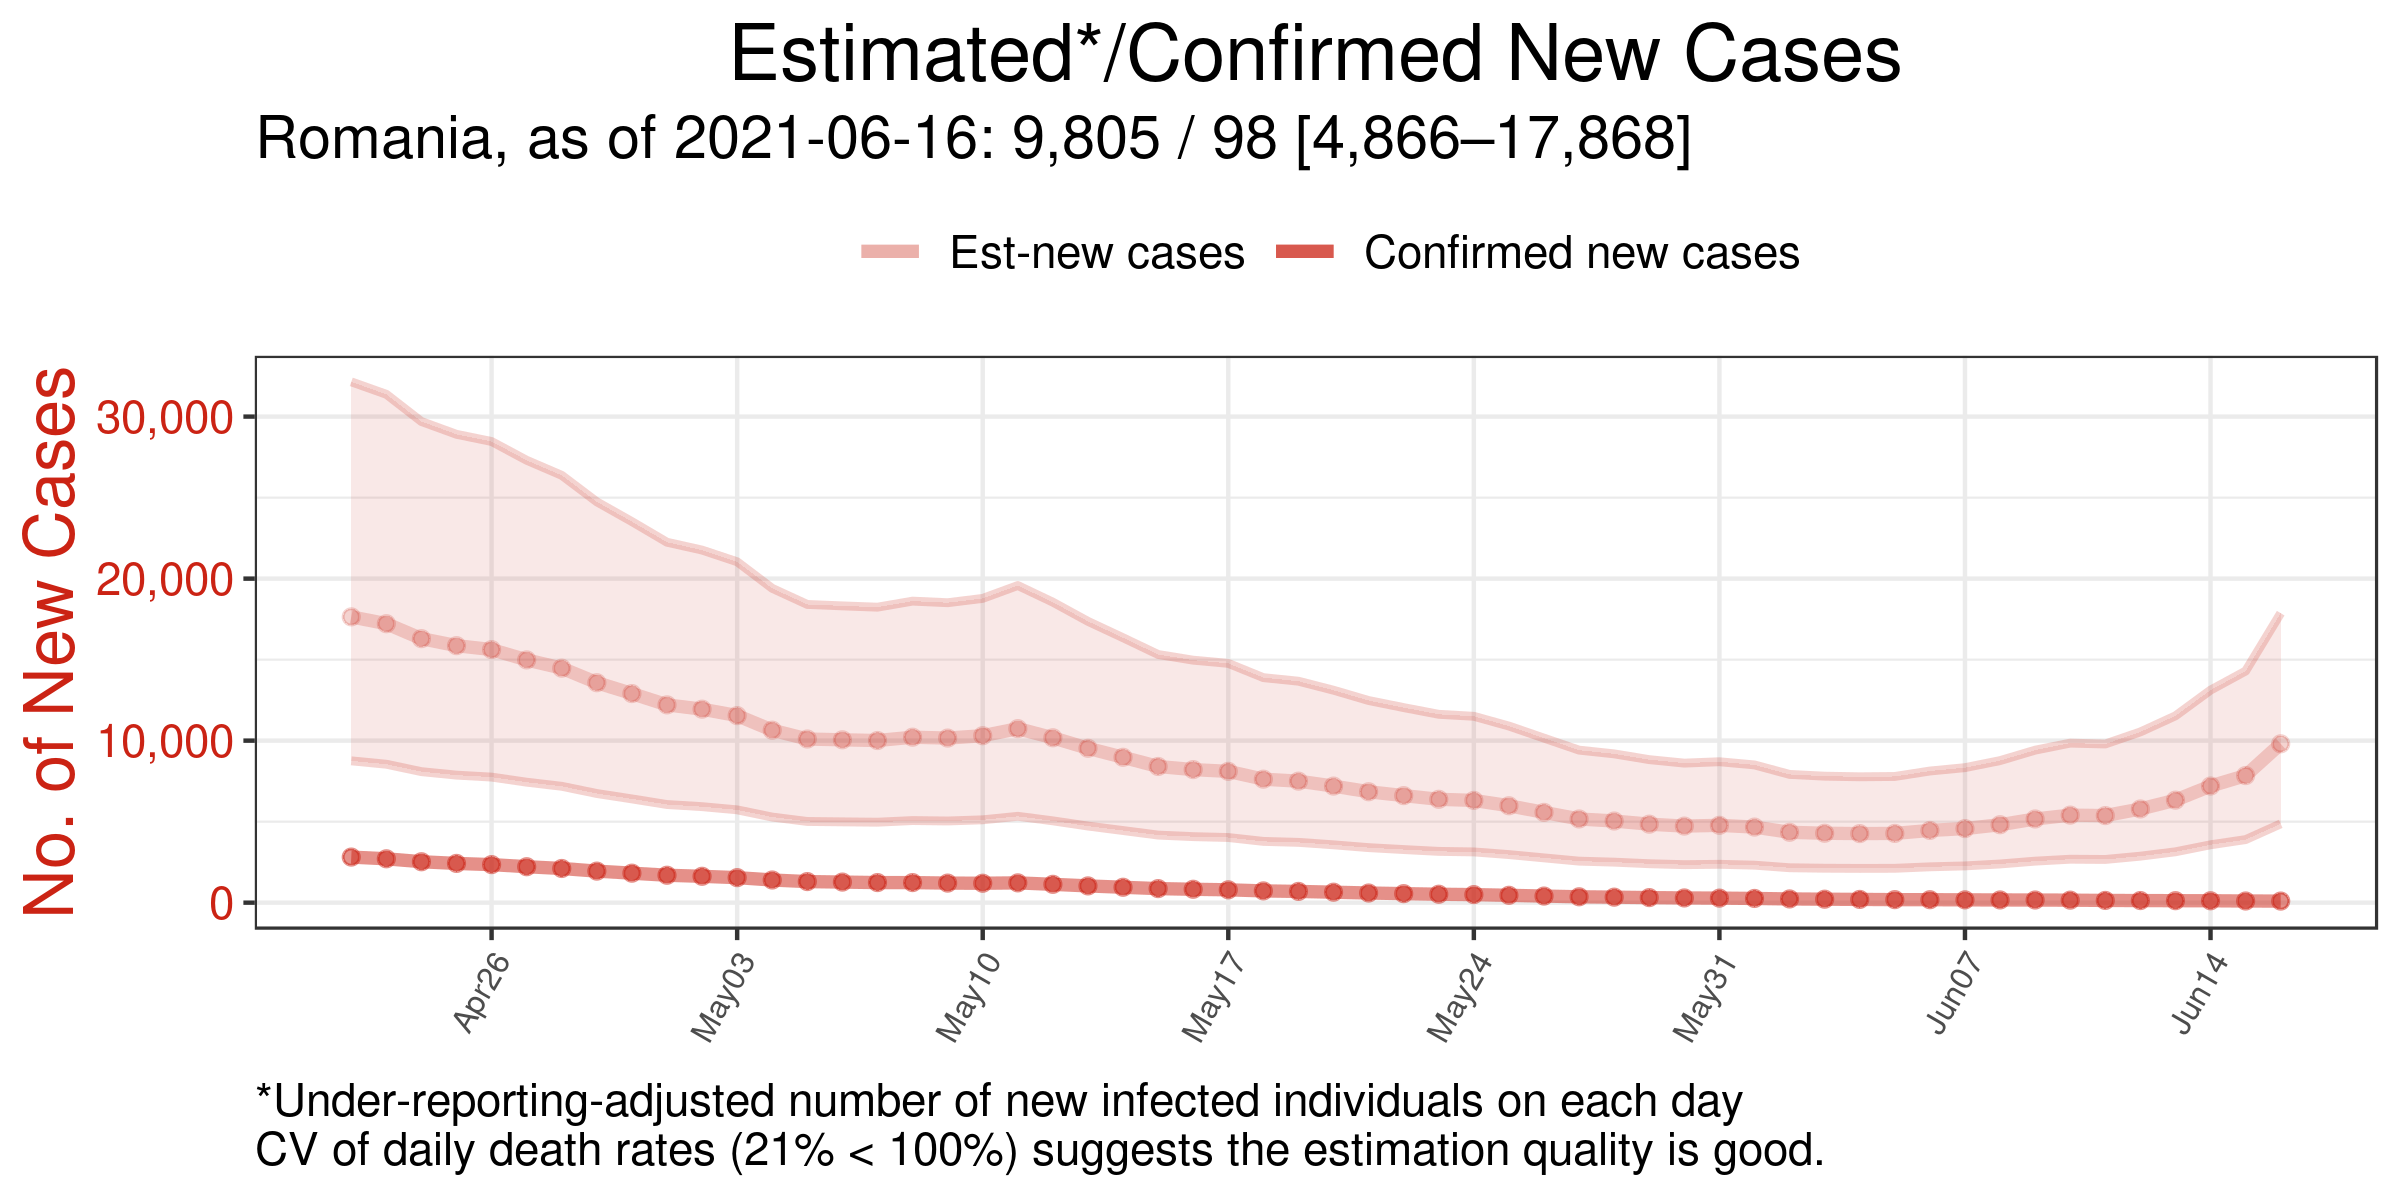 Estimated*/Confirmed New Cases
Romania, as of 2021-06-16: 9,805 / 98 [4,866–17,868]
Est-new cases
Confirmed new cases
No. of New Cases
30,000
20,000
10,000
0
Apr26
May03
May10
May17
May24
May31
Jun07
Jun14
*Under-reporting-adjusted number of new infected individuals on each day
CV of daily death rates (21% < 100%) suggests the estimation quality is good.